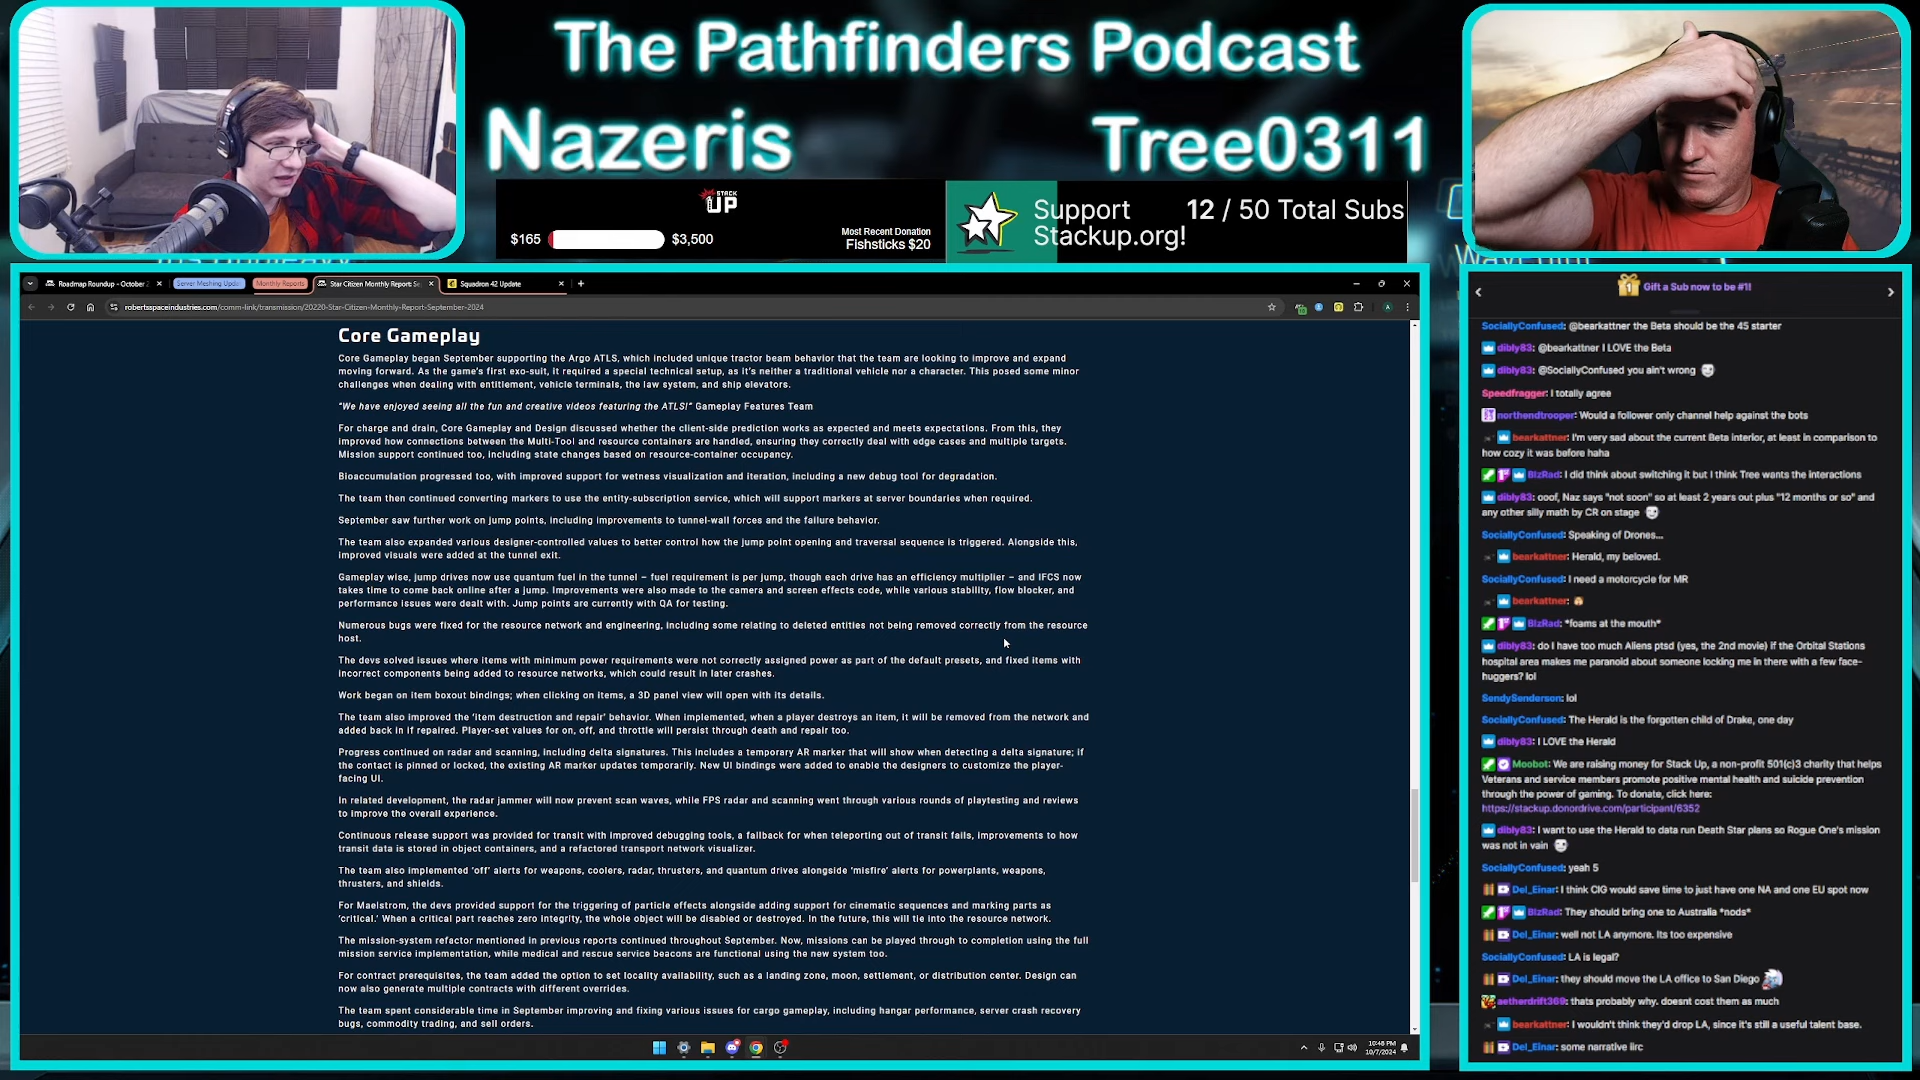 The Pathfinders Podcast
Nazeris
Tree0311
STACK
UP
$165
$3,500
Most Recent Donation
Fishsticks $20
Support
Stackup.org!
12 / 50 Total Subs
Roadmap Roundup - October 2
Server Meshing Upda
Monthly Reports
Star Citizen Monthly Report: Se
Squadron 42 Update
robertsspaceindustries.com/comm-link/transmission/20220-Star-Citizen-Monthly-Report-September-2024
Core Gameplay
Core Gameplay began September supporting the Argo ATLS, which included unique tractor beam behavior that the team are looking to improve and expand
moving forward. As the game's first exo-suit, it required a special technical setup, as it's neither a traditional vehicle nor a character. This posed some minor
challenges when dealing with entitlement, vehicle terminals, the law system, and ship elevators.
"We have enjoyed seeing all the fun and creative videos featuring the ATLS!" Gameplay Features Team
For charge and drain, Core Gameplay and Design discussed whether the client-side prediction works as expected and meets expectations. From this, they
improved how connections between the Multi-Tool and resource containers are handled, ensuring they correctly deal with edge cases and multiple targets.
Mission support continued too, including state changes based on resource-container occupancy.
Bioaccumulation progressed too, with improved support for wetness visualization and iteration, including a new debug tool for degradation.
The team then continued converting markers to use the entity-subscription service, which will support markers at server boundaries when required.
September saw further work on jump points, including improvements to tunnel-wall forces and the failure behavior.
The team also expanded various designer-controlled values to better control how the jump point opening and traversal sequence is triggered. Alongside this,
improved visuals were added at the tunnel exit.
Gameplay wise, jump drives now use quantum fuel in the tunnel – fuel requirement is per jump, though each drive has an efficiency multiplier – and IFCS now
takes time to come back online after a jump. Improvements were also made to the camera and screen effects code, while various stability, flow blocker, and
performance issues were dealt with. Jump points are currently with QA for testing.
Numerous bugs were fixed for the resource network and engineering, including some relating to deleted entities not being removed correctly from the resource
host.
The devs solved issues where items with minimum power requirements were not correctly assigned power as part of the default presets, and fixed items with
incorrect components being added to resource networks, which could result in later crashes.
Work began on item boxout bindings; when clicking on items, a 3D panel view will open with its details.
The team also improved the 'item destruction and repair' behavior. When implemented, when a player destroys an item, it will be removed from the network and
added back in if repaired. Player-set values for on, off, and throttle will persist through death and repair too.
Progress continued on radar and scanning, including delta signatures. This includes a temporary AR marker that will show when detecting a delta signature; if
the contact is pinned or locked, the existing AR marker updates temporarily. New UI bindings were added to enable the designers to customize the player-
facing UI.
In related development, the radar jammer will now prevent scan waves, while FPS radar and scanning went through various rounds of playtesting and reviews
to improve the overall experience.
Continuous release support was provided for transit with improved debugging tools, a fallback for when teleporting out of transit fails, improvements to how
transit data is stored in object containers, and a refactored transport network visualizer.
The team also implemented 'off' alerts for weapons, coolers, radar, thrusters, and quantum drives alongside 'misfire' alerts for powerplants, weapons,
thrusters, and shields.
For Maelstrom, the devs provided support for the triggering of particle effects alongside adding support for cinematic sequences and marking parts as
'critical.' When a critical part reaches zero integrity, the whole object will be disabled or destroyed. In the future, this will tie into the resource network.
The mission-system refactor mentioned in previous reports continued throughout September. Now, missions can be played through to completion using the full
mission service implementation, while medical and rescue service beacons are functional using the new system too.
For contract prerequisites, the team added the option to set locality availability, such as a landing zone, moon, settlement, or distribution center. Design can
now also generate multiple contracts with different overrides.
The team spent considerable time in September improving and fixing various issues for cargo gameplay, including hangar performance, server crash recovery
bugs, commodity trading, and sell orders.
10:48 PM
10/7/2024
Gift a Sub now to be #1!
SociallyConfused: @bearkattner the Beta should be the 45 starter
dibly83: @bearkattner I LOVE the Beta
dibly83: @SociallyConfused you ain't wrong
Speedfragger: I totally agree
northendtrooper: Would a follower only channel help against the bots
bearkattner: I'm very sad about the current Beta interior, at least in comparison to
how cozy it was before haha
BizRad: I did think about switching it but I think Tree wants the interactions
dibly83: ooof, Naz says "not soon" so at least 2 years out plus "12 months or so" and
any other silly math by CR on stage
SociallyConfused: Speaking of Drones...
bearkattner: Herald, my beloved.
SociallyConfused: I need a motorcycle for MR
bearkattner:
BizRad: *foams at the mouth*
dibly83: do I have too much Aliens ptsd (yes, the 2nd movie) if the Orbital Stations
hospital area makes me paranoid about someone locking me in there with a few face-
huggers? lol
SendySenderson: lol
SociallyConfused: The Herald is the forgotten child of Drake, one day
dibly83: I LOVE the Herald
Moobot: We are raising money for Stack Up, a non-profit 501(c)3 charity that helps
Veterans and service members promote positive mental health and suicide prevention
through the power of gaming. To donate, click here:
https://stackup.donordrive.com/participant/6352
dibly83: I want to use the Herald to data run Death Star plans so Rogue One's mission
was not in vain
SociallyConfused: yeah 5
Del_Einar: I think CIG would save time to just have one NA and one EU spot now
BizRad: They should bring one to Australia *nods*
Del_Einar: well not LA anymore. Its too expensive
SociallyConfused: LA is legal?
Del_Einar: they should move the LA office to San Diego
aetherdrift369: thats probably why. doesnt cost them as much
bearkattner: I wouldn't think they'd drop LA, since it's still a useful talent base.
Del_Einar: some narrative iirc